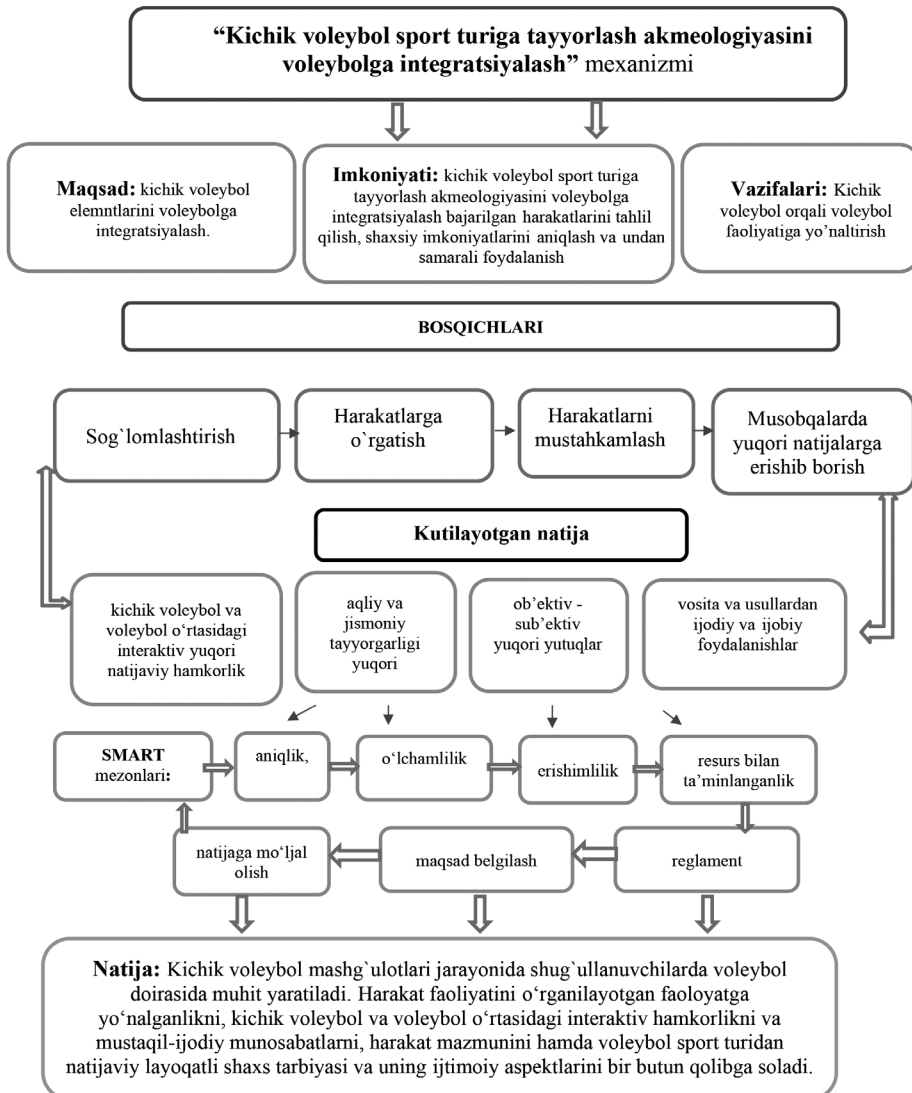 “Kichik voleybol sport turiga tayyorlash akmeologiyasini
voleybolga integratsiyalash” mexanizmi
Maqsad: kichik voleybol
elemntlarini voleybolga
integratsiyalash.
Imkoniyati: kichik voleybol sport turiga
tayyorlash akmeologiyasini voleybolga
integratsiyalash bajarilgan harakatlarini tahlil
qilish, shaxsiy imkoniyatlarini aniqlash va undan
samarali foydalanish
Vazifalari: Kichik
voleybol orqali voleybol
faoliyatiga yo’naltirish
BOSQICHLARI
Sog`lomlashtirish
Harakatlarga
o`rgatish
Harakatlarni
mustahkamlash
Musobqalarda
yuqori natijalarga
erishib borish
Kutilayotgan natija
kichik voleybol va
voleybol o‘rtasidagi
interaktiv yuqori
natijaviy hamkorlik
aqliy va
jismoniy
tayyorgarligi
yuqori
ob’ektiv -
sub’ektiv
yuqori yutuqlar
vosita va usullardan
ijodiy va ijobiy
foydalanishlar
SMART
mezonlari:
aniqlik,
o‘lchamlilik
erishimlilik
resurs bilan
ta’minlanganlik
natijaga mo‘ljal
olish
maqsad belgilash
reglament
Natija: Kichik voleybol mashg`ulotlari jarayonida shug`ullanuvchilarda voleybol
doirasida muhit yaratiladi. Harakat faoliyatini o‘rganilayotgan faoloyatga
yo‘nalganlikni, kichik voleybol va voleybol o‘rtasidagi interaktiv hamkorlikni va
mustaqil-ijodiy munosabatlarni, harakat mazmunini hamda voleybol sport turidan
natijaviy layoqatli shaxs tarbiyasi va uning ijtimoiy aspektlarini bir butun qolibga soladi.